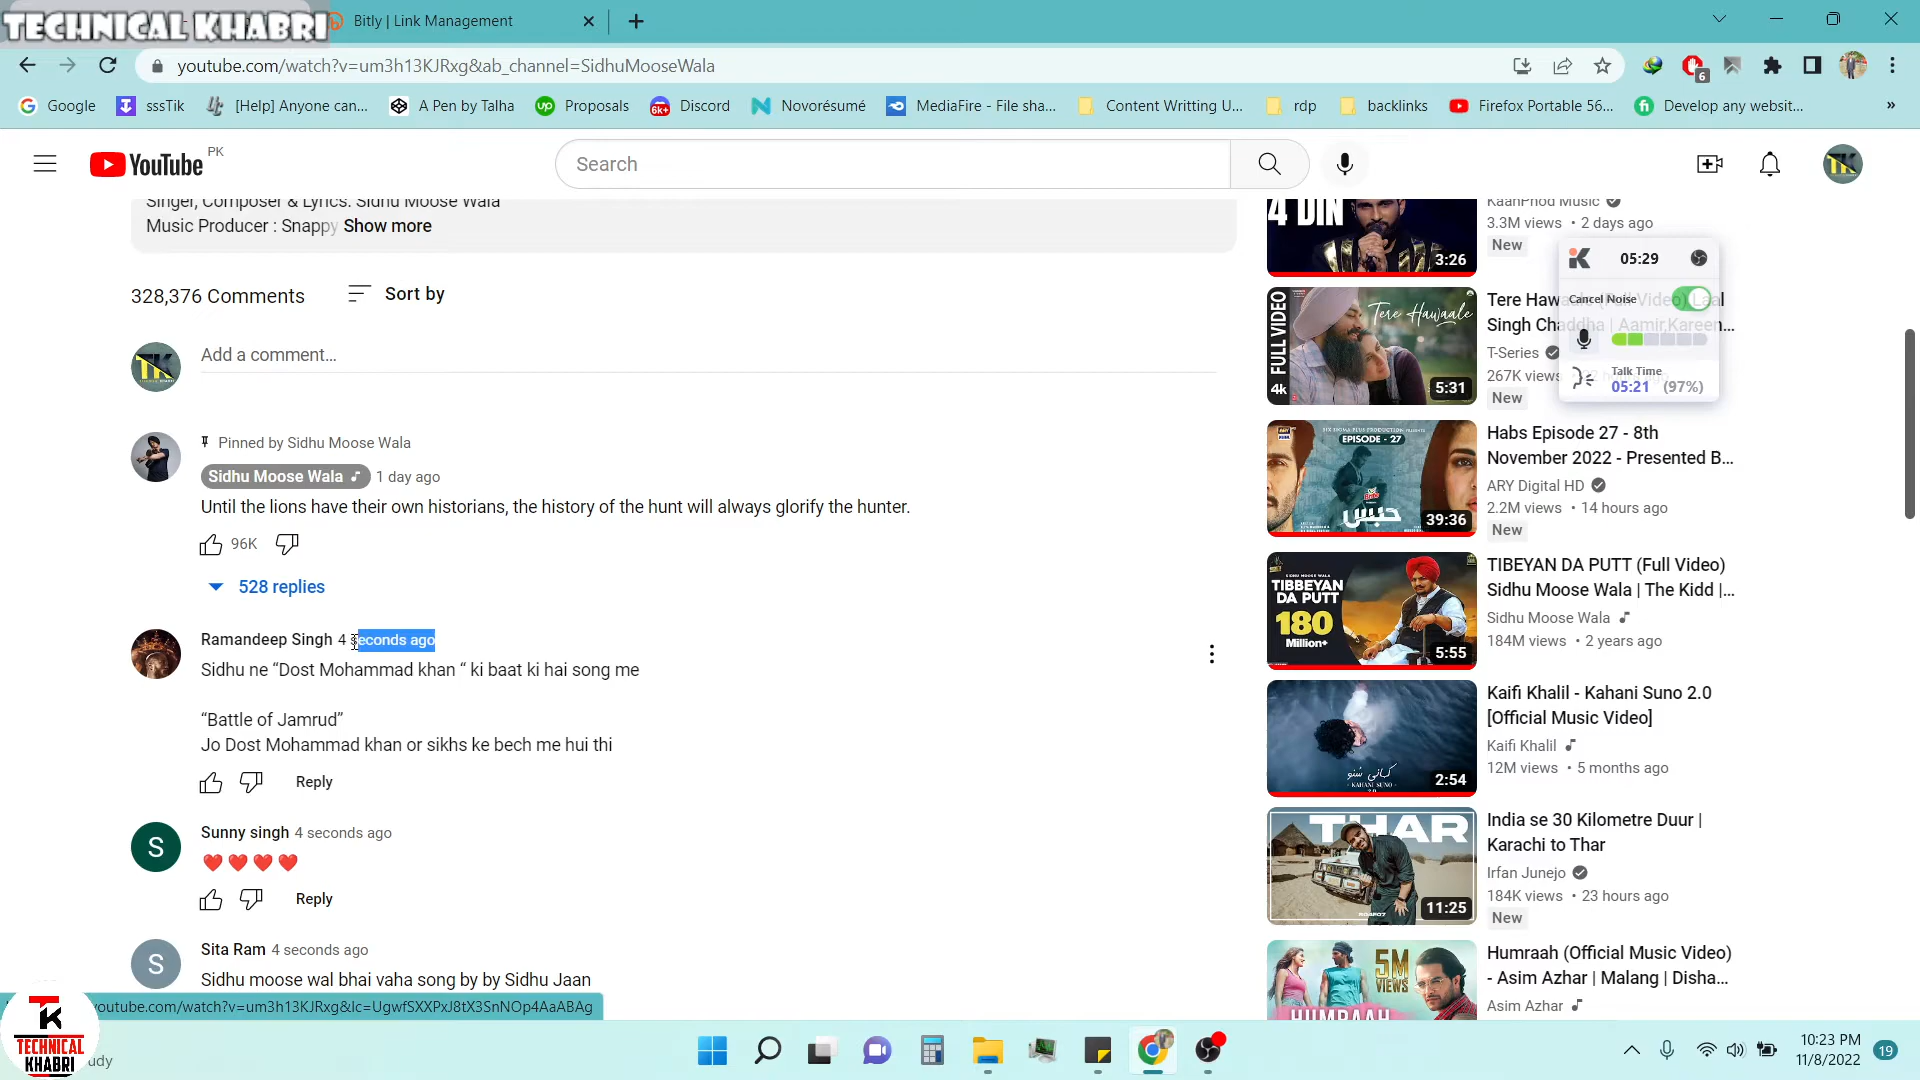 TECHNICAL KHABRI
Bitly | Link Management
youtube.com/watch?v=um3h13KJRxg&ab_channel=SidhuMooseWala
6
Google
sssTik
[Help] Anyone can...
A Pen by Talha
Proposals
Discord
Novorésumé
MediaFire - File sha...
Content Writting U...
rdp
backlinks
Firefox Portable 56...
Develop any websit...
YouTube PK
Search
Singer, Composer & Lyrics: Sidhu Moose Wala
Music Producer : Snappy Show more
328,376 Comments
Sort by
Add a comment...
Pinned by Sidhu Moose Wala
Sidhu Moose Wala 1 day ago
Until the lions have their own historians, the history of the hunt will always glorify the hunter.
96K
528 replies
Ramandeep Singh 4 seconds ago
Sidhu ne “Dost Mohammad khan “ ki baat ki hai song me
“Battle of Jamrud”
Jo Dost Mohammad khan or sikhs ke bech me hui thi
Reply
Sunny singh 4 seconds ago
Reply
Sita Ram 4 seconds ago
Sidhu moose wal bhai vaha song by by Sidhu Jaan
youtube.com/watch?v=um3h13KJRxg&lc=UgwfSXXPxJ8tX3SnNOp4AaABAg
4 DIN
3:26
KaanPhod Music
3.3M views • 2 days ago
New
05:29
Cancel Noise
Talk Time
05:21 (97%)
FULL VIDEO
4k
Tere Hawaale
5:31
Tere Hawaale (Full Video) Laal
Singh Chaddha | Aamir,Kareen...
T-Series
267K views
New
EPISODE - 27
حبس
39:36
Habs Episode 27 - 8th
November 2022 - Presented B...
ARY Digital HD
2.2M views • 14 hours ago
New
TIBBEYAN
DA PUTT
180
Million+
5:55
TIBEYAN DA PUTT (Full Video)
Sidhu Moose Wala | The Kidd |...
Sidhu Moose Wala
184M views • 2 years ago
کہانی سنو
2:54
Kaifi Khalil - Kahani Suno 2.0
[Official Music Video]
Kaifi Khalil
12M views • 5 months ago
THAR
11:25
India se 30 Kilometre Duur |
Karachi to Thar
Irfan Junejo
184K views • 23 hours ago
New
5M
VIEWS
HUMRAAH
Humraah (Official Music Video)
- Asim Azhar | Malang | Disha...
Asim Azhar
TK
TECHNICAL
KHABRI
10:23 PM
11/8/2022
19